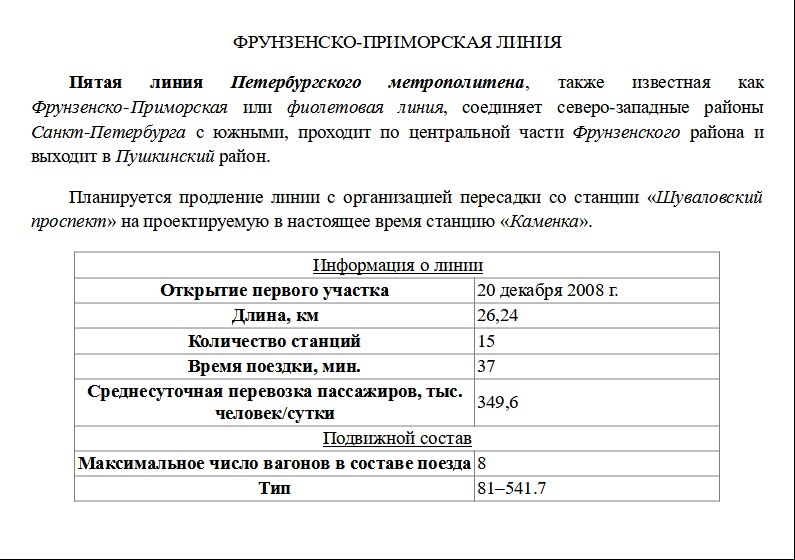 ФРУНЗЕНСКО-ПРИМОРСКАЯ ЛИНИЯ
Пятая линия Петербургского метрополитена, также известная как
Фрунзенско-Приморская или фиолетовая линия, соединяет северо-западные районы
Санкт-Петербурга с южными, проходит по центральной части Фрунзенского района и
выходит в Пушкинский район.
Планируется продление линии с организацией пересадки со станции «Шуваловский
проспект» на проектируемую в настоящее время станцию «Каменка».
Информация о линии
Открытие первого участка 20 декабря 2008 г.
Длина, км 26,24
Количество станций 15
Время поездки, мин. 37
Среднесуточная перевозка пассажиров, тыс.
человек/сутки 349,6
Подвижной состав
Максимальное число вагонов в составе поезда 8
Тип 81–541.7